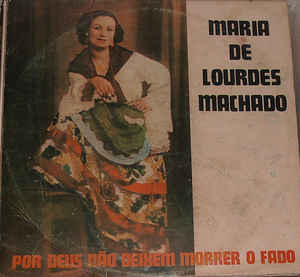 MARIA
DE
LOURDES
MACHADO
POR DEUS NÃO DEIXEM MORRER O FADO